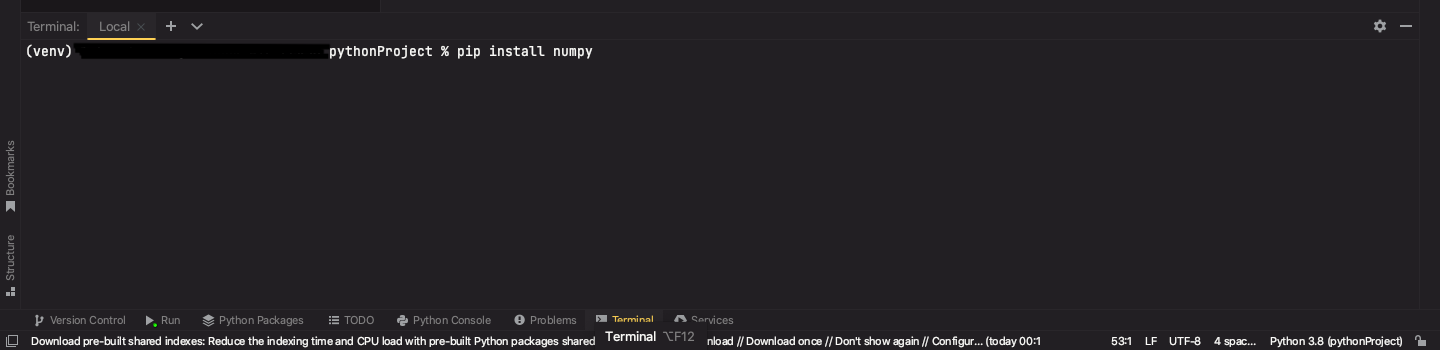 Terminal: Local × + 
(venv) pythonProject % pip install numpy
Bookmarks
Structure
Version Control Run Python Packages TODO Python Console Problems Terminal Services
Terminal ⌥F12
Download pre-built shared indexes: Reduce the indexing time and CPU load with pre-built Python packages shared nload // Download once // Don't show again // Configur... (today 00:1 53:1 LF UTF-8 4 spac... Python 3.8 (pythonProject)